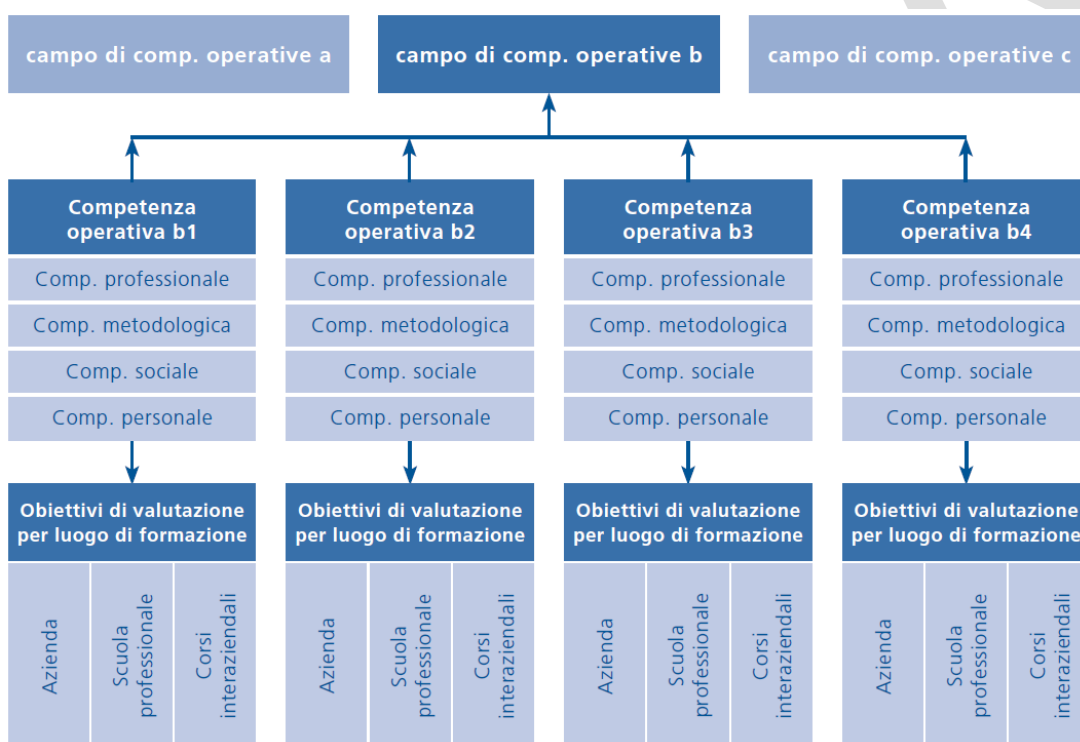 campo di comp. operative a
campo di comp. operative b
campo di comp. operative c
Competenza
operativa b1
Competenza
operativa b2
Competenza
operativa b3
Competenza
operativa b4
Comp. professionale
Comp. professionale
Comp. professionale
Comp. professionale
Comp. metodologica
Comp. metodologica
Comp. metodologica
Comp. metodologica
Comp. sociale
Comp. sociale
Comp. sociale
Comp. sociale
Comp. personale
Comp. personale
Comp. personale
Comp. personale
Obiettivi di valutazione
per luogo di formazione
Obiettivi di valutazione
per luogo di formazione
Obiettivi di valutazione
per luogo di formazione
Obiettivi di valutazione
per luogo di formazione
Azienda
Scuola
professionale
Corsi
interaziendali
Azienda
Scuola
professionale
Corsi
interaziendali
Azienda
Scuola
professionale
Corsi
interaziendali
Azienda
Scuola
professionale
Corsi
interaziendali